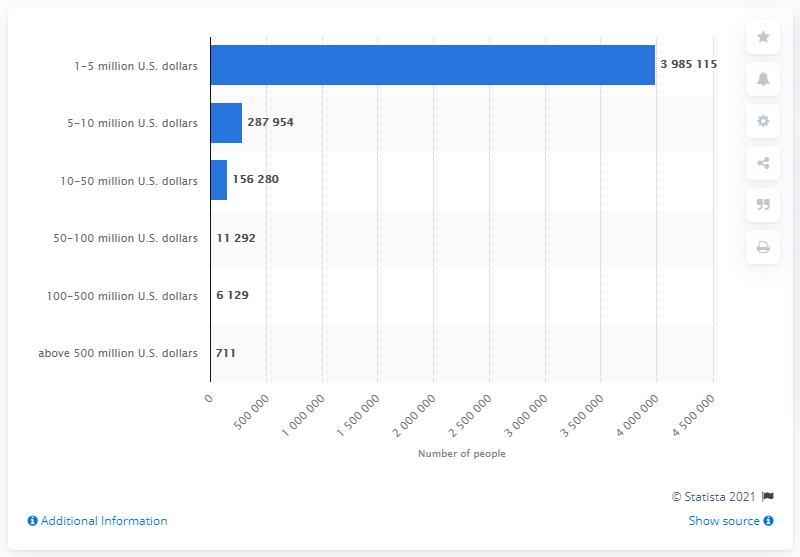 1–5 million U.S. dollars 3 985 115
5–10 million U.S. dollars 287 954
10–50 million U.S. dollars 156 280
50–100 million U.S. dollars 11 292
100–500 million U.S. dollars 6 129
above 500 million U.S. dollars 711
0 500 000 1 000 000 1 500 000 2 000 000 2 500 000 3 000 000 3 500 000 4 000 000 4 500 000
Number of people
© Statista 2021
Additional Information Show source